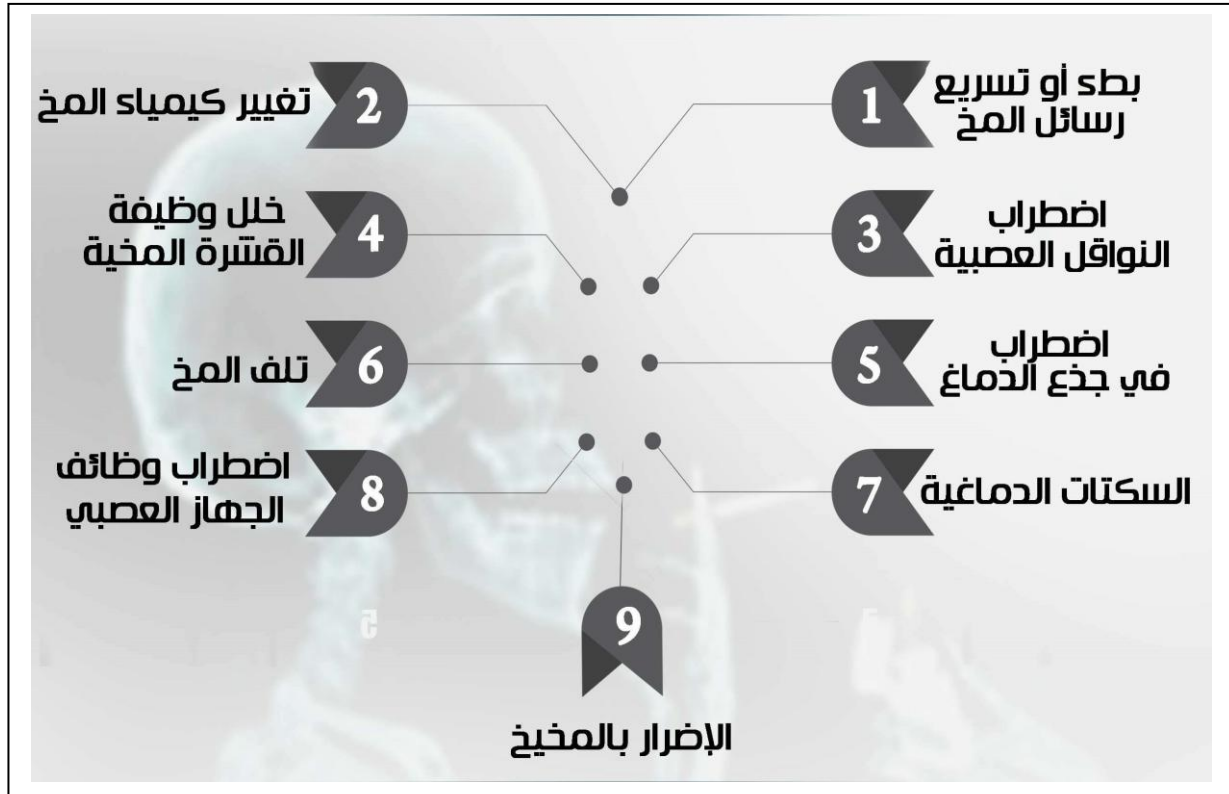 1
بطء أو تسريع
رسائل المخ
2
تغيير كيمياء المخ
3
اضطراب
النواقل العصبية
4
خلل وظيفة
القشرة المخية
5
اضطراب
في جذع الدماغ
6
تلف المخ
7
السكتات الدماغية
8
اضطراب وظائف
الجهاز العصبي
9
الإضرار بالمخيخ